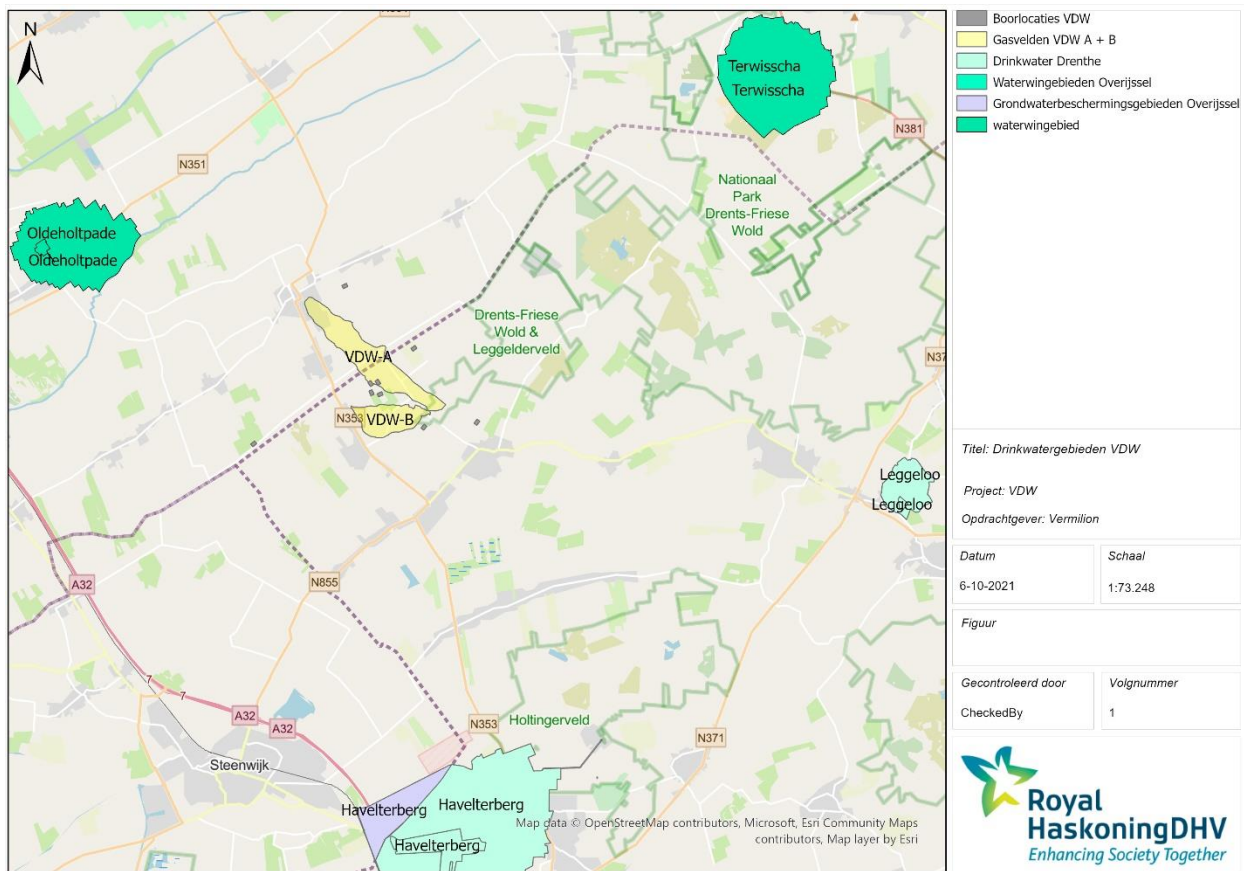 N
N351
Terwisscha
Terwisscha
N381
Nationaal
Park
Drents-Friese
Wold
Oldeholtpade
Oldeholtpade
Drents-Friese
Wold &
Leggelderveld
VDW-A
N353
VDW-B
Leggeloo
Leggeloo
A32
N855
7
7
A32
A32
N353
Holtingerveld
N371
Steenwijk
Havelterberg
Havelterberg
Havelterberg
Map data © OpenStreetMap contributors, Microsoft, Esri Community Maps
contributors, Map layer by Esri
Boorlocaties VDW
Gasvelden VDW A + B
Drinkwater Drenthe
Waterwingebieden Overijssel
Grondwaterbeschermingsgebieden Overijssel
waterwingebied
Titel: Drinkwatergebieden VDW
Project: VDW
Opdrachtgever: Vermilion
Datum
6-10-2021
Schaal
1:73.248
Figuur
Gecontroleerd door
CheckedBy
Volgnummer
1
Royal
HaskoningDHV
Enhancing Society Together